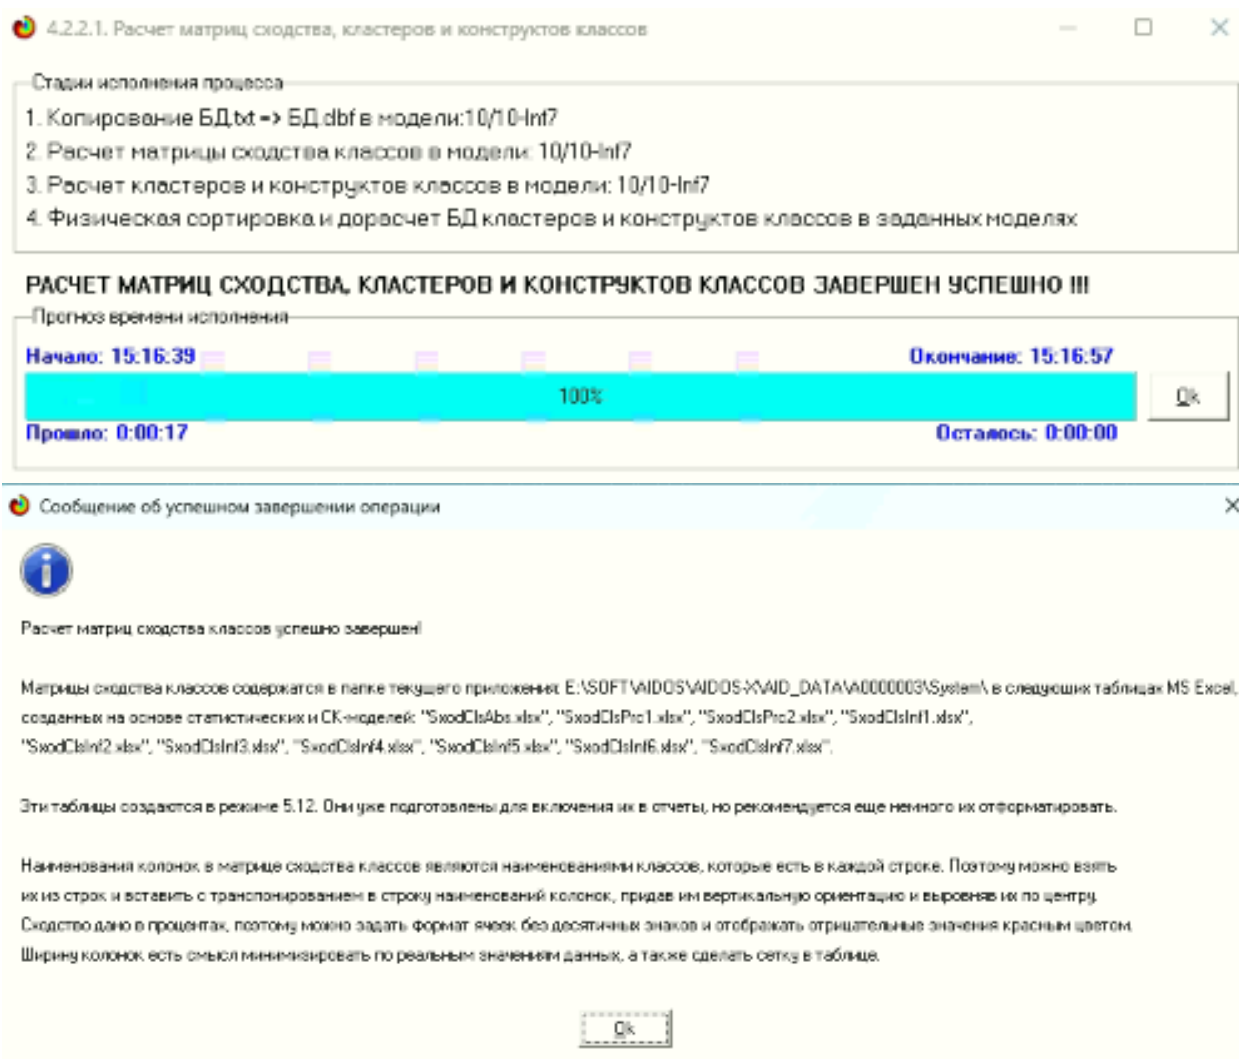 4.2.2.1. Расчет матриц сходства, кластеров и конструктов классов
Стадии исполнения процесса
1. Копирование БД.txt => БД.dbf в модели:10/10-Inf7
2. Расчет матрицы сходства классов в модели: 10/10-Inf7
3. Расчет кластеров и конструктов классов в модели: 10/10-Inf7
4. Физическая сортировка и дорасчет БД кластеров и конструктов классов в заданных моделях
РАСЧЕТ МАТРИЦ СХОДСТВА, КЛАСТЕРОВ И КОНСТРУКТОВ КЛАССОВ ЗАВЕРШЕН УСПЕШНО !!!
Прогноз времени исполнения
Начало: 15:16:39 Окончание: 15:16:57
100% Ok
Прошло: 0:00:17 Осталось: 0:00:00
Сообщение об успешном завершении операции
Расчет матриц сходства классов успешно завершен!
Матрицы сходства классов содержатся в папке текущего приложения: E:\SOFT\AIDOS\AIDOS-X\AID_DATA\A0000003\System\ в следующих таблицах MS Excel,
созданных на основе статистических и СК-моделей: "SxodClsAbs.xlsx", "SxodClsPrc1.xlsx", "SxodClsPrc2.xlsx", "SxodClsInf1.xlsx",
"SxodClsInf2.xlsx", "SxodClsInf3.xlsx", "SxodClsInf4.xlsx", "SxodClsInf5.xlsx", "SxodClsInf6.xlsx", "SxodClsInf7.xlsx".
Эти таблицы создаются в режиме 5.12. Они уже подготовлены для включения их в отчеты, но рекомендуется еще немного их отформатировать.
Наименования колонок в матрице сходства классов являются наименованиями классов, которые есть в каждой строке. Поэтому можно взять
их из строк и вставить с транспонированием в строку наименований колонок, придав им вертикальную ориентацию и выровняв их по центру.
Сходство дано в процентах, поэтому можно задать формат ячеек без десятичных знаков и отображать отрицательные значения красным цветом.
Ширину колонок есть смысл минимизировать по реальным значениям данных, а также сделать сетку в таблице.
Ok